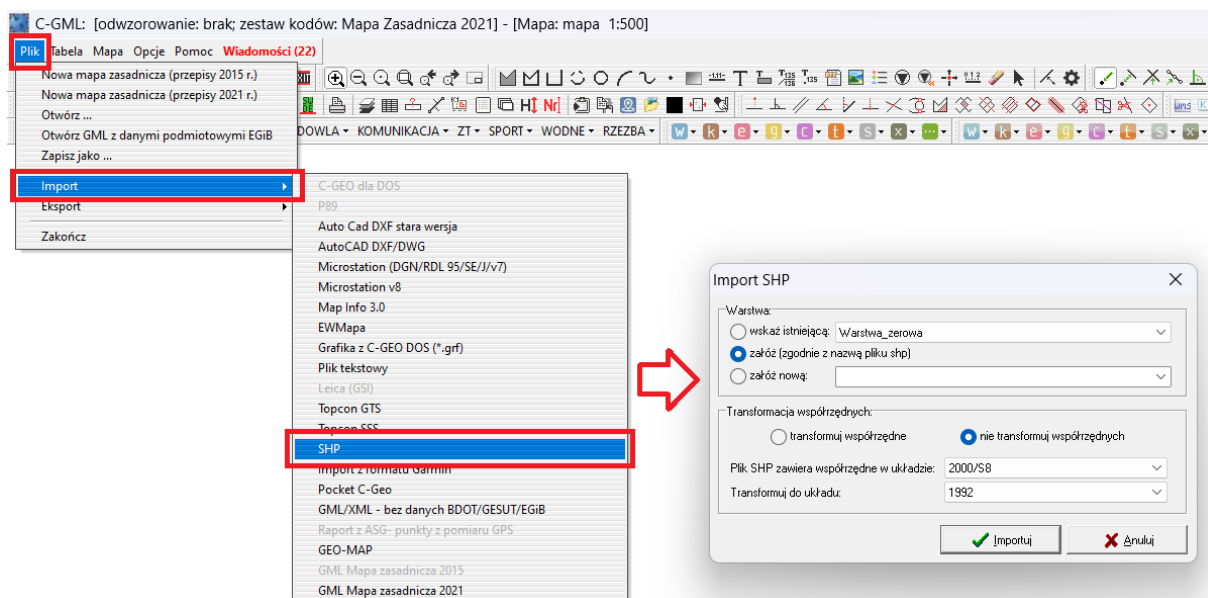 C-GML: [odwzorowanie: brak; zestaw kodów: Mapa Zasadnicza 2021] - [Mapa: mapa 1:500]
Plik Tabela Mapa Opcje Pomoc Wiadomości (22)
Nowa mapa zasadnicza (przepisy 2015 r.)
Nowa mapa zasadnicza (przepisy 2021 r.)
Otwórz ...
Otwórz GML z danymi podmiotowymi EGiB
Zapisz jako ...
Import
Eksport
Zakończ
DOWLA KOMUNIKACJA ZT SPORT WODNE RZEZBA
C-GEO dla DOS
P89
Auto Cad DXF stara wersja
AutoCAD DXF/DWG
Microstation (DGN/RDL 95/SE/J/v7)
Microstation v8
Map Info 3.0
EWMapa
Grafika z C-GEO DOS (*.grf)
Plik tekstowy
Leica (GSI)
Topcon GTS
Topcon SSS
SHP
Import z formatu Garmin
Pocket C-Geo
GML/XML - bez danych BDOT/GESUT/EGiB
Raport z ASG- punkty z pomiaru GPS
GEO-MAP
GML Mapa zasadnicza 2015
GML Mapa zasadnicza 2021
Import SHP
Warstwa:
wskaż istniejącą: Warstwa_zerowa
załóż (zgodnie z nazwą pliku shp)
załóż nową:
Transformacja współrzędnych:
transformuj współrzędne nie transformuj współrzędnych
Plik SHP zawiera współrzędne w układzie: 2000/S8
Transformuj do układu: 1992
Importuj Anuluj